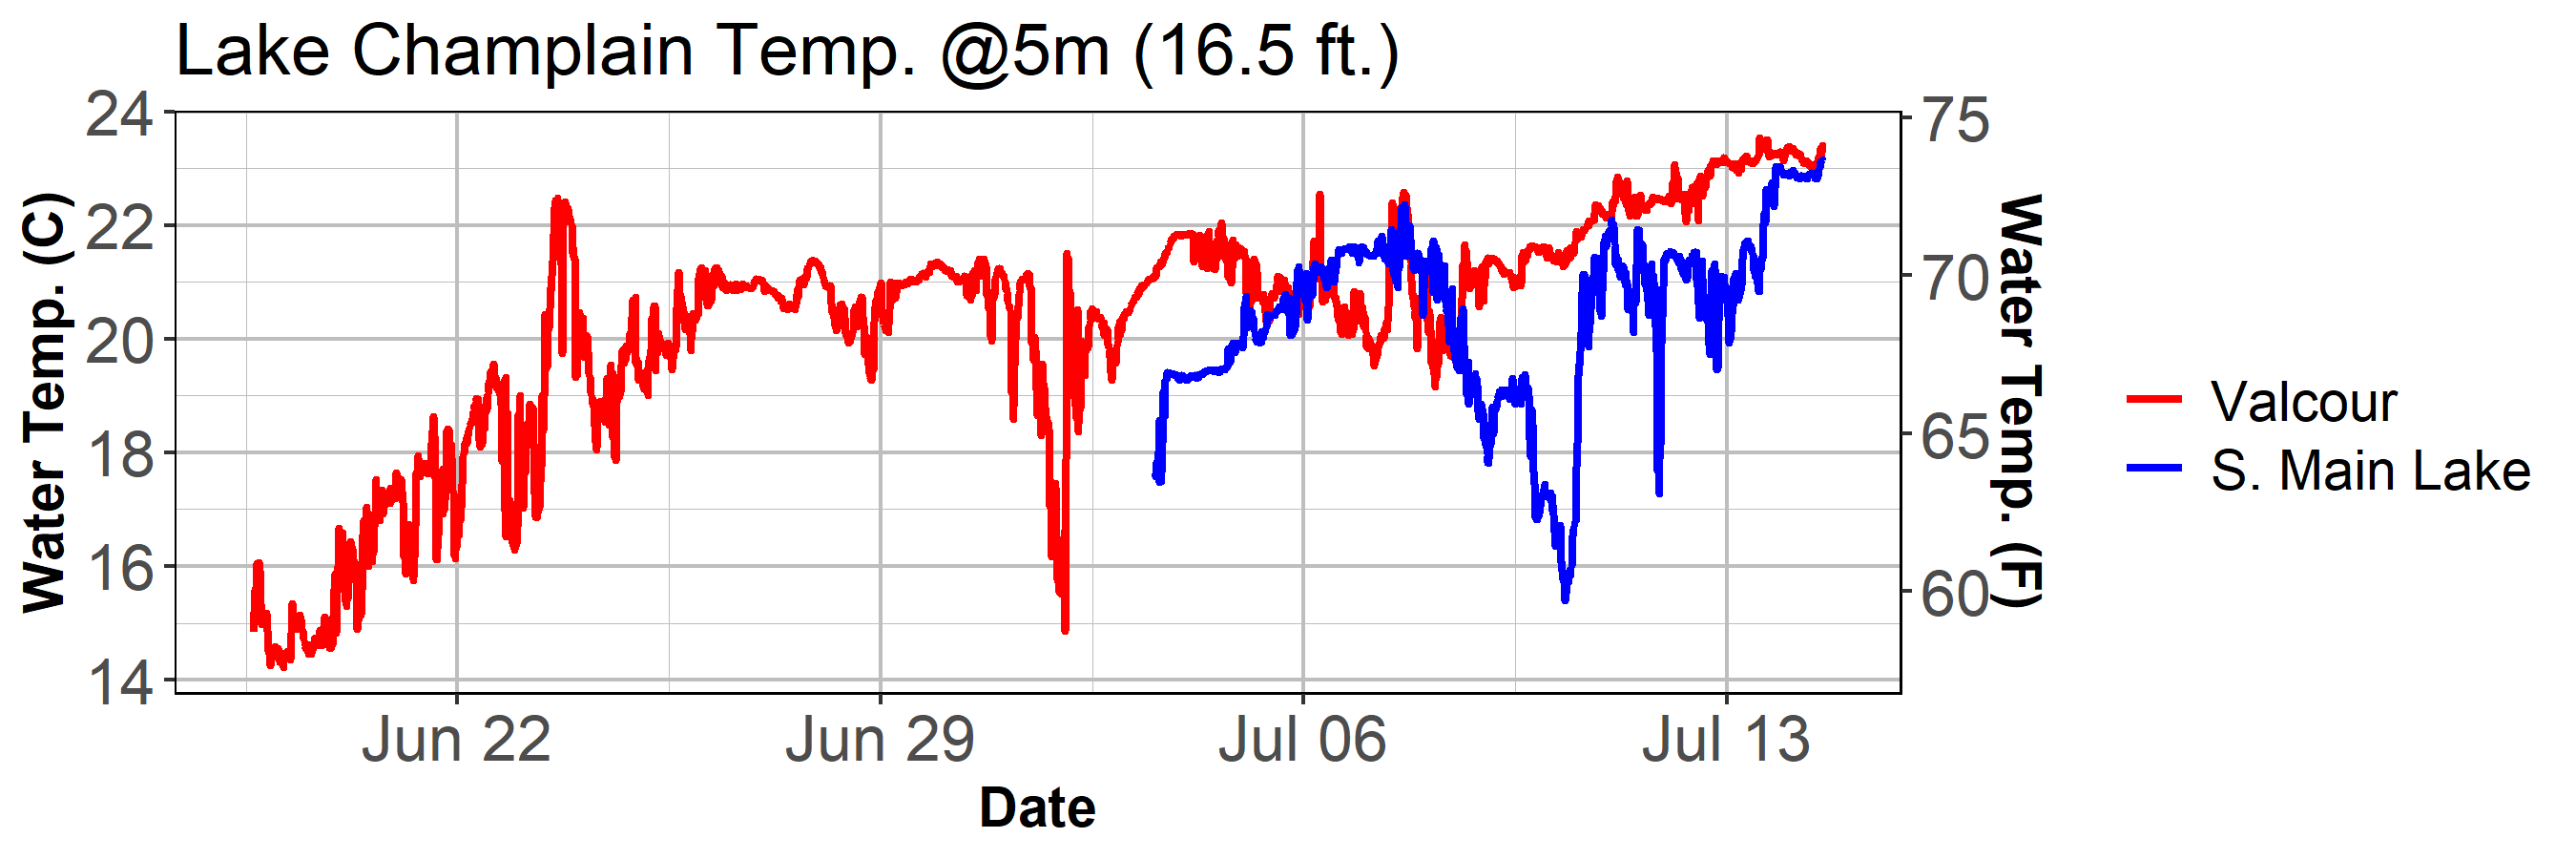 Lake Champlain Temp. @5m (16.5 ft.)
24
22
20
18
16
14
Water Temp. (C)
75
70
65
60
Water Temp. (F)
Jun 22
Jun 29
Jul 06
Jul 13
Date
Valcour
S. Main Lake